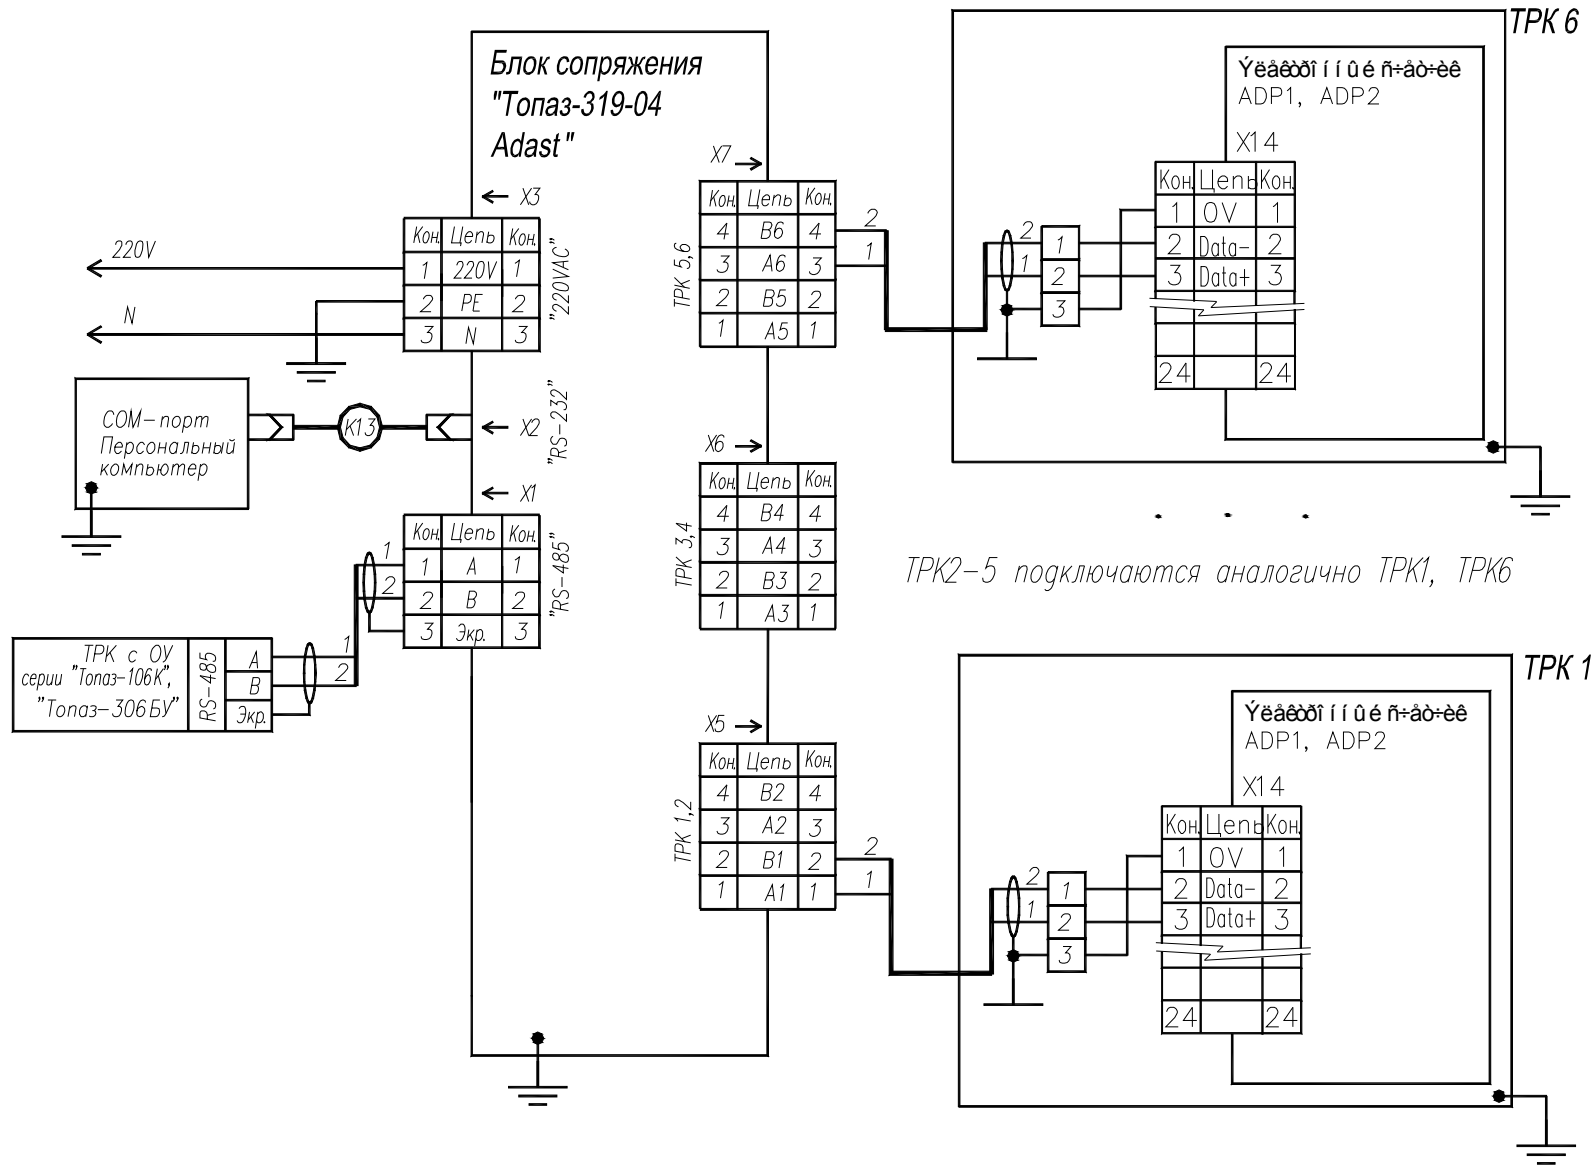 ТРК 6
Блок сопряжения
"Топаз-319-04
Adast"
Ýëåêòðîííûé ñ÷åò÷èê
ADP1, ADP2
X14
Кон. Цепь Кон.
1 0V 1
2 Data- 2
3 Data+ 3
24 24
2
1
1
2
3
X7
Кон. Цепь Кон.
4 B6 4
3 A6 3
2 B5 2
1 A5 1
ТРК 5,6
2
1
X3
Кон. Цепь Кон.
1 220V 1
2 PE 2
3 N 3
"220VAC"
220V
N
COM-порт
Персональный
компьютер
K13
X2
"RS-232"
X1
Кон. Цепь Кон.
1 A 1
2 B 2
3 Экр. 3
"RS-485"
1
2
X6
Кон. Цепь Кон.
4 B4 4
3 A4 3
2 B3 2
1 A3 1
ТРК 3,4
. . .
ТРК2-5 подключаются аналогично ТРК1, ТРК6
ТРК с ОУ
серии "Топаз-106К",
"Топаз-306БУ"
RS-485
A
B
Экр.
1
2
X5
Кон. Цепь Кон.
4 B2 4
3 A2 3
2 B1 2
1 A1 1
ТРК 1,2
2
1
ТРК 1
Ýëåêòðîííûé ñ÷åò÷èê
ADP1, ADP2
X14
Кон. Цепь Кон.
1 0V 1
2 Data- 2
3 Data+ 3
24 24
2
1
1
2
3